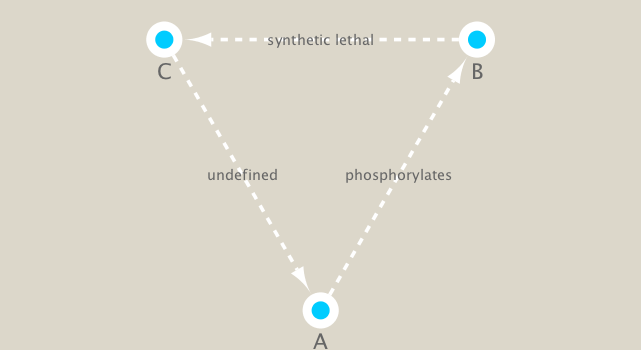 synthetic lethal
C
B
undefined
phosphorylates
A